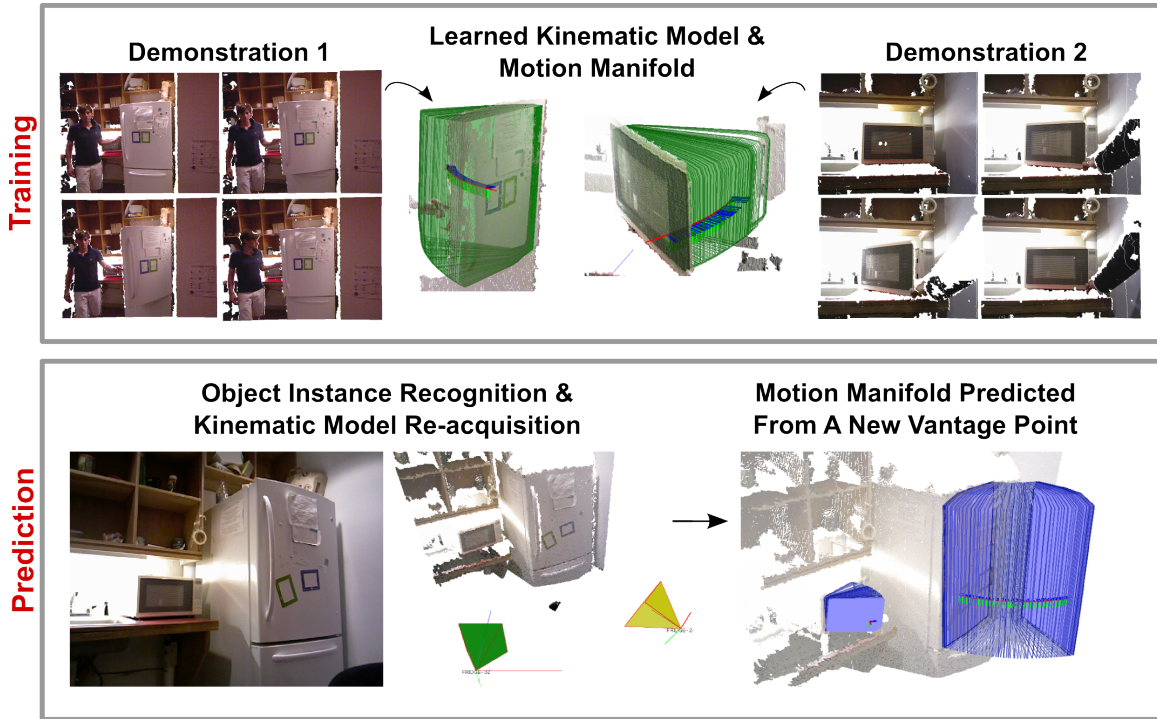 Training
Demonstration 1
Learned Kinematic Model &
Motion Manifold
Demonstration 2
Prediction
Object Instance Recognition &
Kinematic Model Re-acquisition
Motion Manifold Predicted
From A New Vantage Point